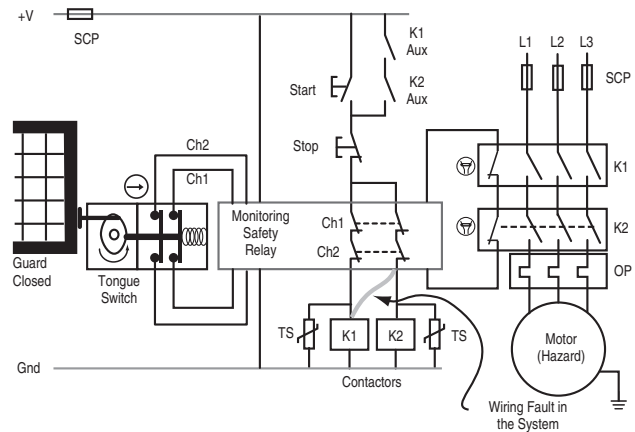 +V
SCP
K1
Aux
K2
Aux
Start
Stop
L1 L2 L3
SCP
K1
K2
OP
Ch2
Ch1
Monitoring
Safety
Relay
Ch1
Ch2
Guard
Closed
Tongue
Switch
TS
K1
K2
TS
Motor
(Hazard)
Gnd
Contactors
Wiring Fault in
the System